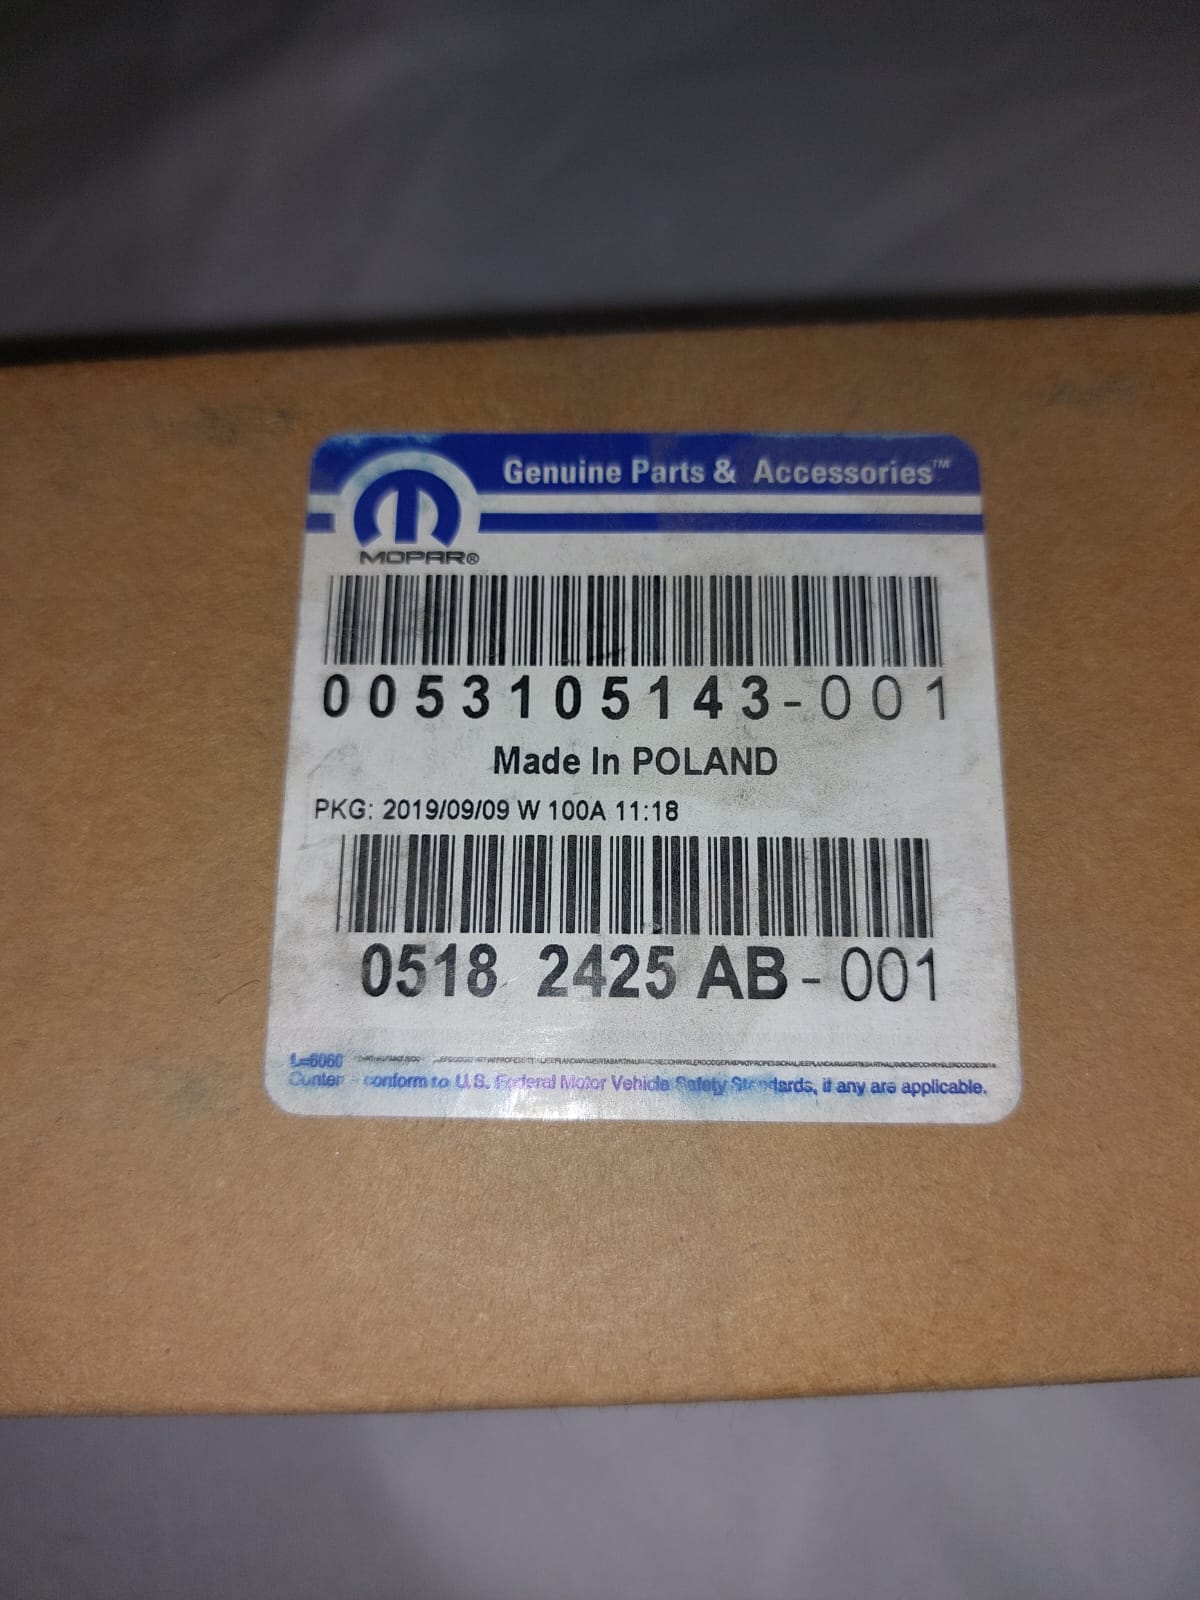 Genuine Parts & Accessories™
MOPAR®
0053105143-001
Made In POLAND
PKG: 2019/09/09 W 100A 11:18
0518 2425 AB-001
L=6060
conform to U.S. Federal Motor Vehicle Safety Standards, if any are applicable.